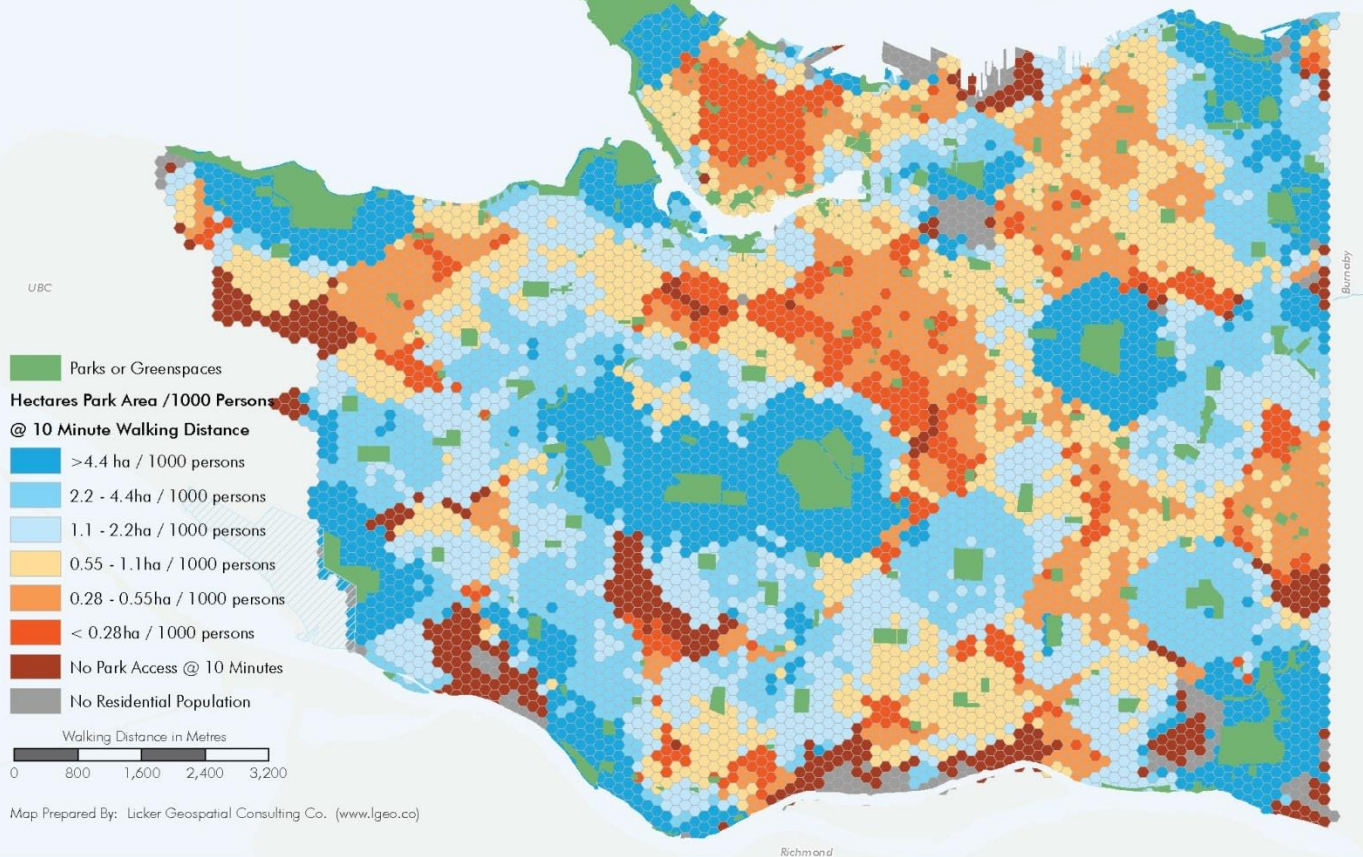 UBC
Burnaby
Parks or Greenspaces
Hectares Park Area /1000 Persons
@ 10 Minute Walking Distance
>4.4 ha / 1000 persons
2.2 - 4.4ha / 1000 persons
1.1 - 2.2ha / 1000 persons
0.55 - 1.1ha / 1000 persons
0.28 - 0.55ha / 1000 persons
< 0.28ha / 1000 persons
No Park Access @ 10 Minutes
No Residential Population
Walking Distance in Metres
0 800 1,600 2,400 3,200
Map Prepared By: Licker Geospatial Consulting Co. (www.lgeo.co)
Richmond